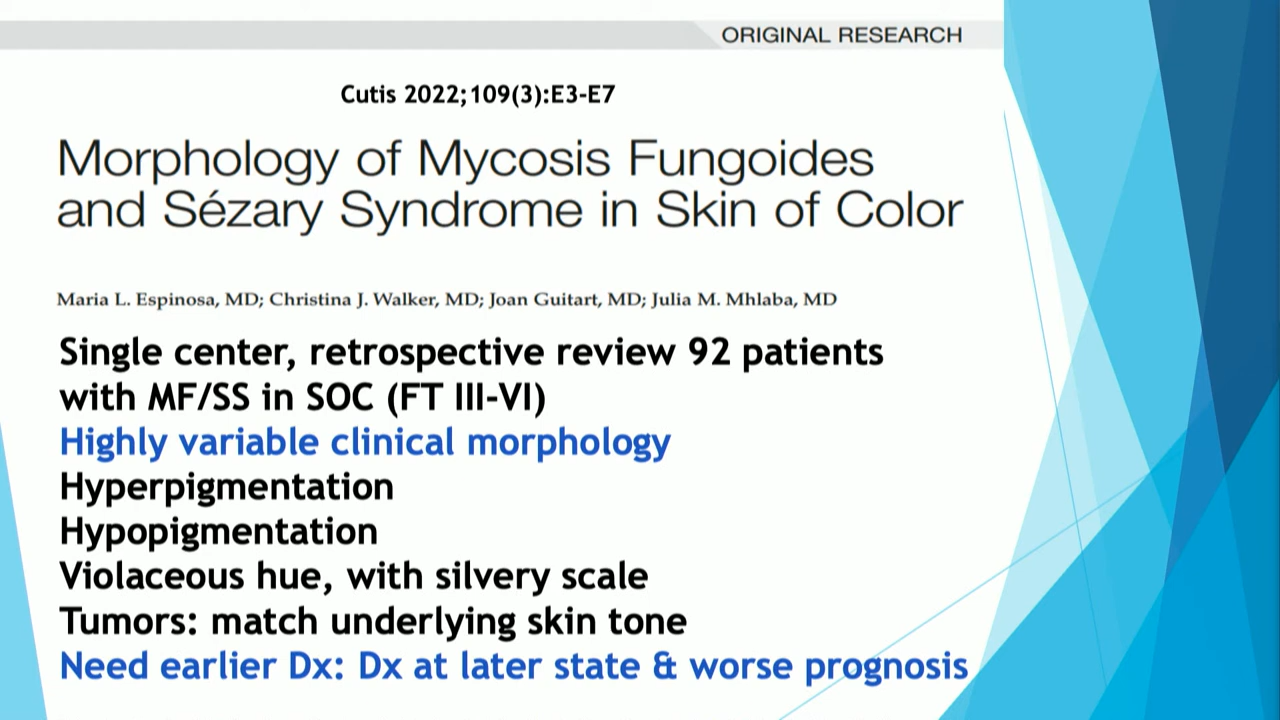 ORIGINAL RESEARCH
Cutis 2022;109(3):E3-E7
Morphology of Mycosis Fungoides
and Sézary Syndrome in Skin of Color
Maria L. Espinosa, MD; Christina J. Walker, MD; Joan Guitart, MD; Julia M. Mhlaba, MD
Single center, retrospective review 92 patients
with MF/SS in SOC (FT III-VI)
Highly variable clinical morphology
Hyperpigmentation
Hypopigmentation
Violaceous hue, with silvery scale
Tumors: match underlying skin tone
Need earlier Dx: Dx at later state & worse prognosis